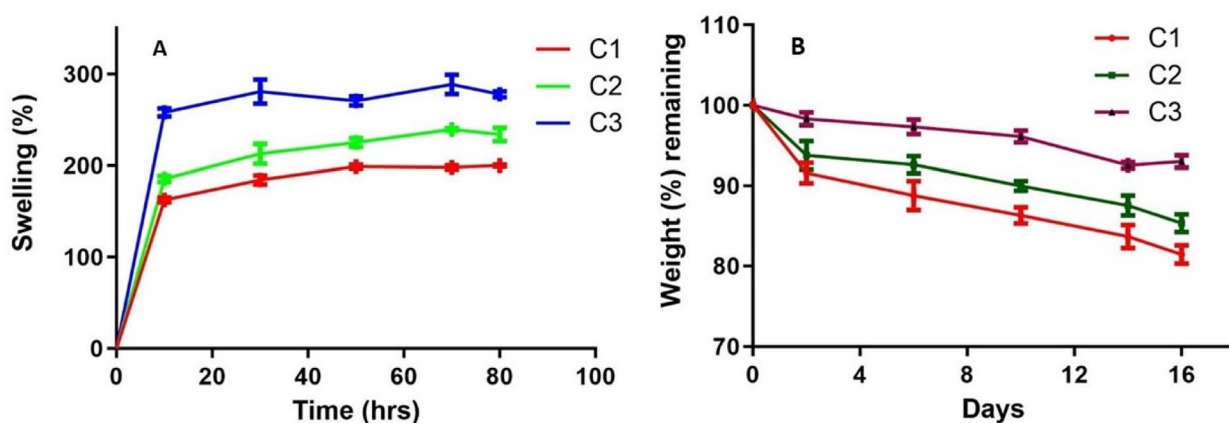 A
C1
C2
C3
300
200
100
0
0 20 40 60 80 100
Swelling (%)
Time (hrs)
B
C1
C2
C3
110
100
90
80
70
0 4 8 12 16
Weight (%) remaining
Days